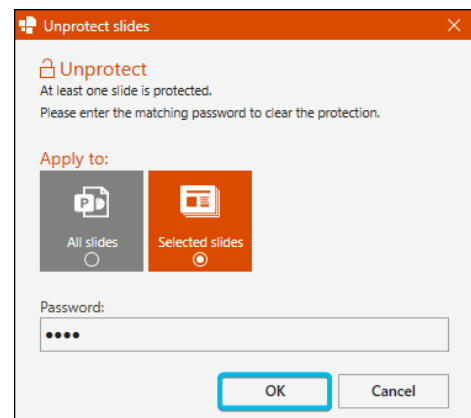 Unprotect slides
Unprotect
At least one slide is protected.
Please enter the matching password to clear the protection.
Apply to:
All slides
Selected slides
Password:
••••
OK
Cancel